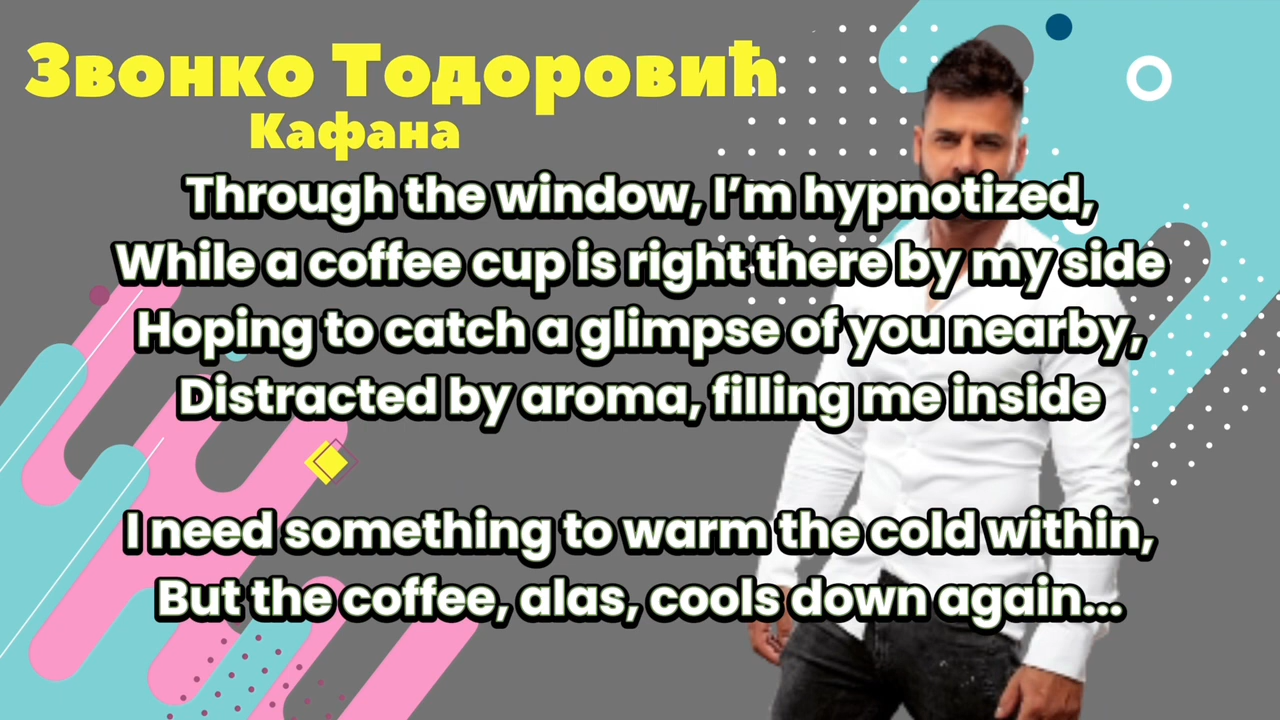 Звонко Тодоровић
Кафана
Through the window, I’m hypnotized,
While a coffee cup is right there by my side
Hoping to catch a glimpse of you nearby,
Distracted by aroma, filling me inside
I need something to warm the cold within,
But the coffee, alas, cools down again...